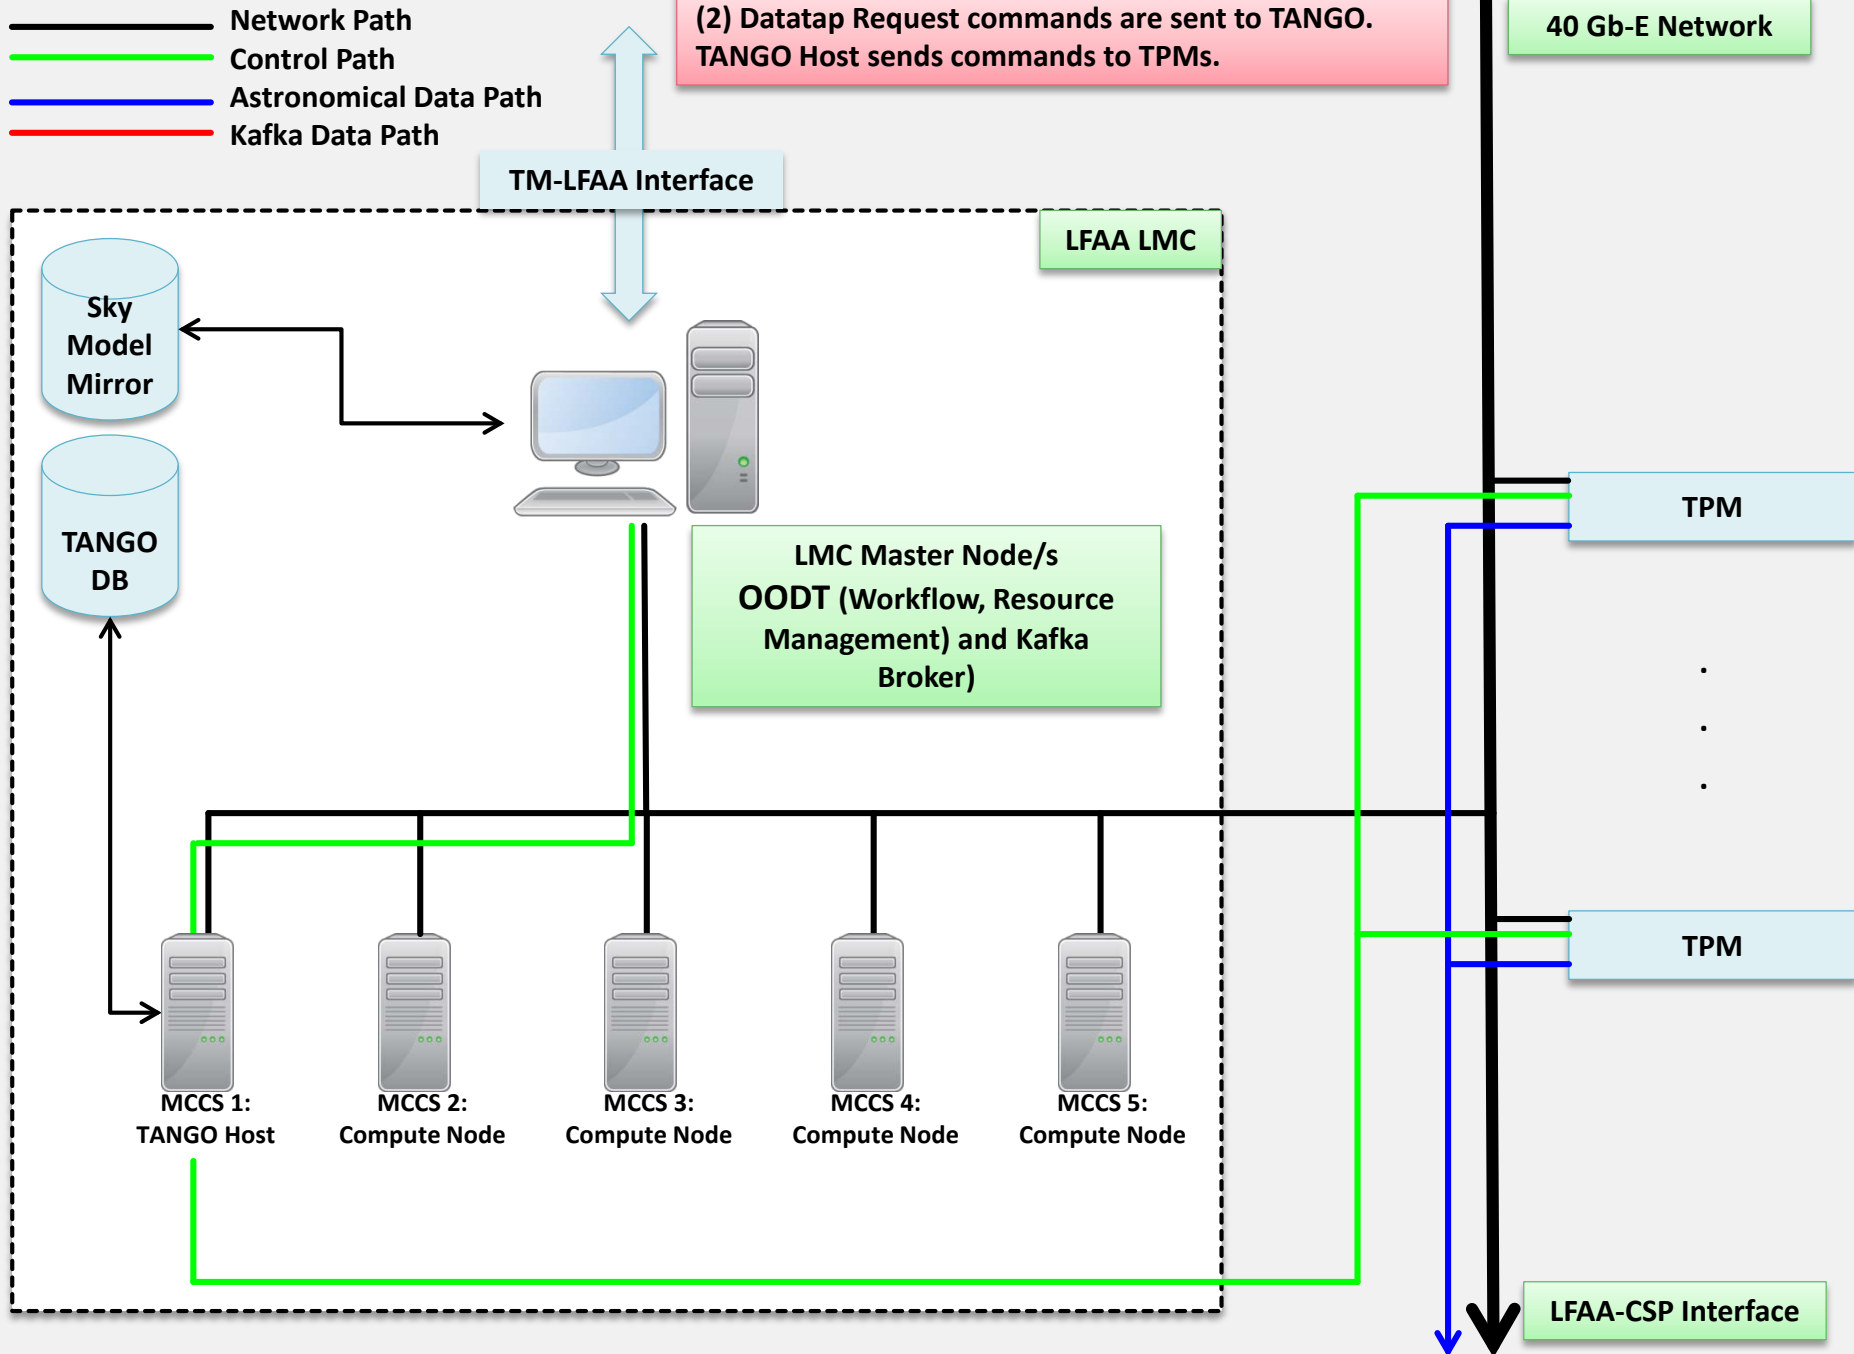 Network Path
Control Path
Astronomical Data Path
Kafka Data Path
(2) Datatap Request commands are sent to TANGO.
TANGO Host sends commands to TPMs.
40 Gb-E Network
TM-LFAA Interface
LFAA LMC
Sky
Model
Mirror
TANGO
DB
LMC Master Node/s
OODT (Workflow, Resource
Management) and Kafka
Broker)
TPM
.
.
.
TPM
MCCS 1:
TANGO Host
MCCS 2:
Compute Node
MCCS 3:
Compute Node
MCCS 4:
Compute Node
MCCS 5:
Compute Node
LFAA-CSP Interface